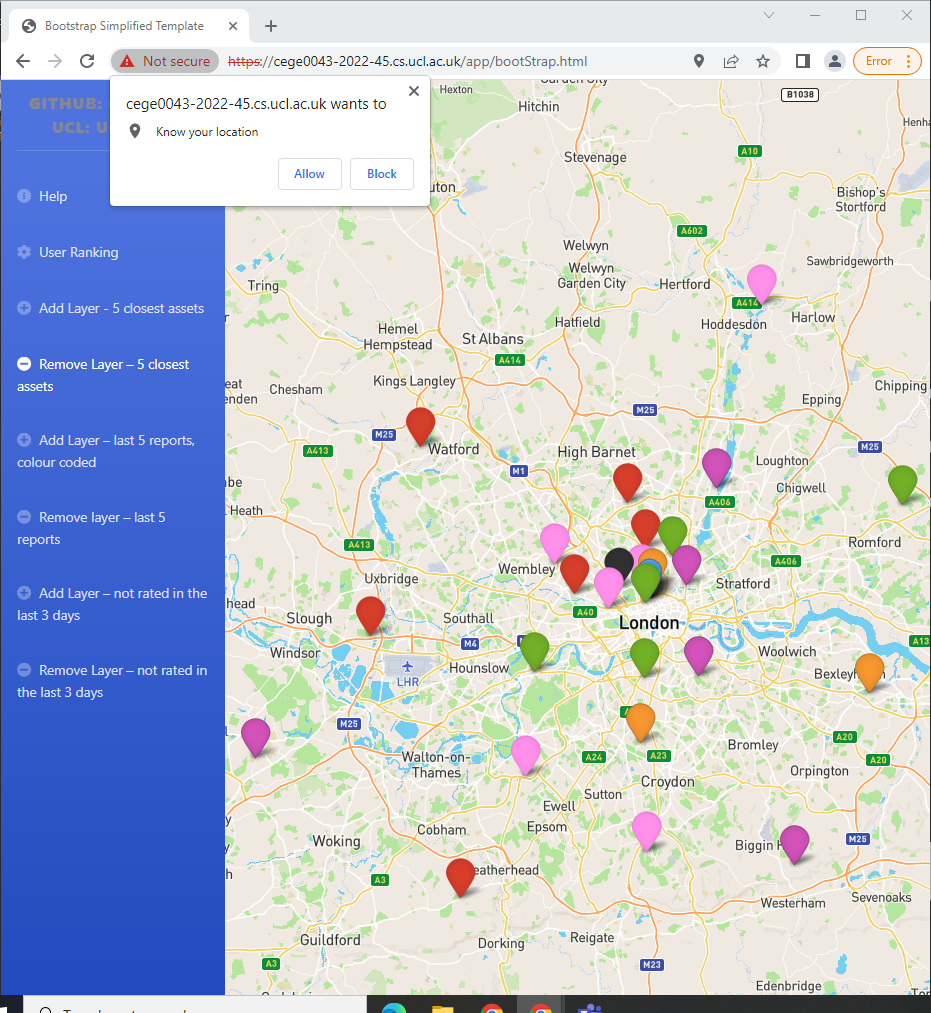 Bootstrap Simplified Template
Not secure https://cege0043-2022-45.cs.ucl.ac.uk/app/bootStrap.html
Error
cege0043-2022-45.cs.ucl.ac.uk wants to
Know your location
Allow
Block
GITHUB:
UCL: U
Help
User Ranking
Add Layer - 5 closest assets
Remove Layer – 5 closest
assets
Add Layer – last 5 reports,
colour coded
Remove layer – last 5
reports
Add Layer – not rated in the
last 3 days
Remove Layer – not rated in
the last 3 days
Hexton
Hitchin
B1038
Henha
Stevenage
A10
uton
Bishop's
Stortford
A602
Welwyn
Welwyn
Garden City
Sawbridgeworth
Tring
Hertford
A414
Hoddesdon
Harlow
Hatfield
Hemel
Hempstead
St Albans
A414
Kings Langley
Chesham
eat
enden
Chipping
Epping
M25
M25
Watford
A413
High Barnet
M25
Loughton
M1
Chigwell
be
Heath
A406
Romford
A413
Wembley
A406
Uxbridge
Stratford
head
Slough
Southall
A40
London
A13
Windsor
M4
Woolwich
LHR
Hounslow
Bexley
M25
A20
Bromley
Walton-on-
Thames
A24
A23
A20
Croydon
Orpington
Sutton
Ewell
Epsom
Cobham
Woking
Biggin H
M25
A3
eatherhead
Westerham
Sevenoaks
Guildford
Dorking
Reigate
A3
M23
Edenbridge